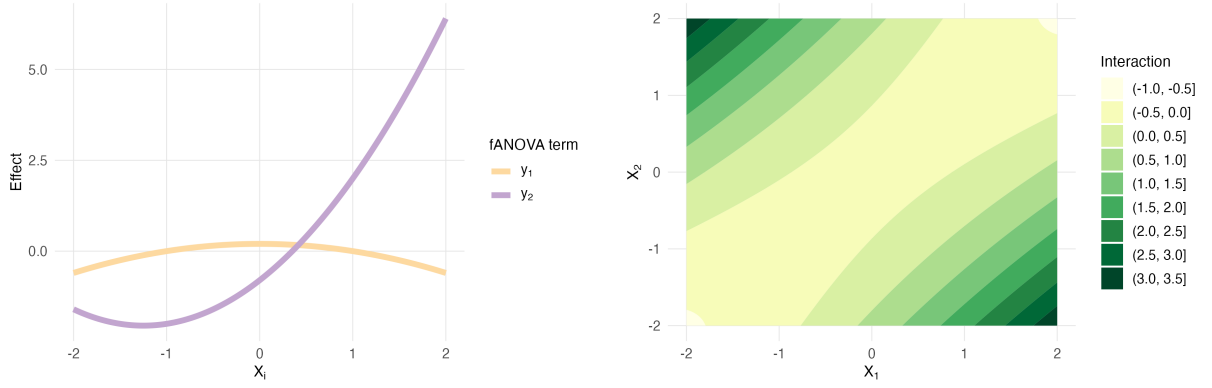 5.0
2.5
0.0
Effect
-2 -1 0 1 2
Xi
fANOVA term
y1
y2
2
1
0
-1
-2
X2
-2 -1 0 1 2
X1
Interaction
(-1.0, -0.5]
(-0.5, 0.0]
(0.0, 0.5]
(0.5, 1.0]
(1.0, 1.5]
(1.5, 2.0]
(2.0, 2.5]
(2.5, 3.0]
(3.0, 3.5]